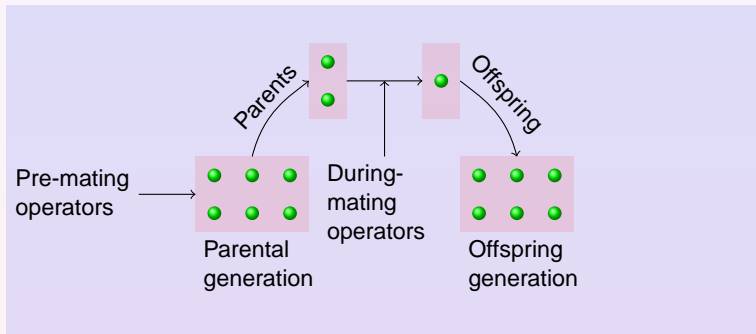 Parents
Offspring
Pre-mating
operators
During-
mating
operators
Parental
generation
Offspring
generation